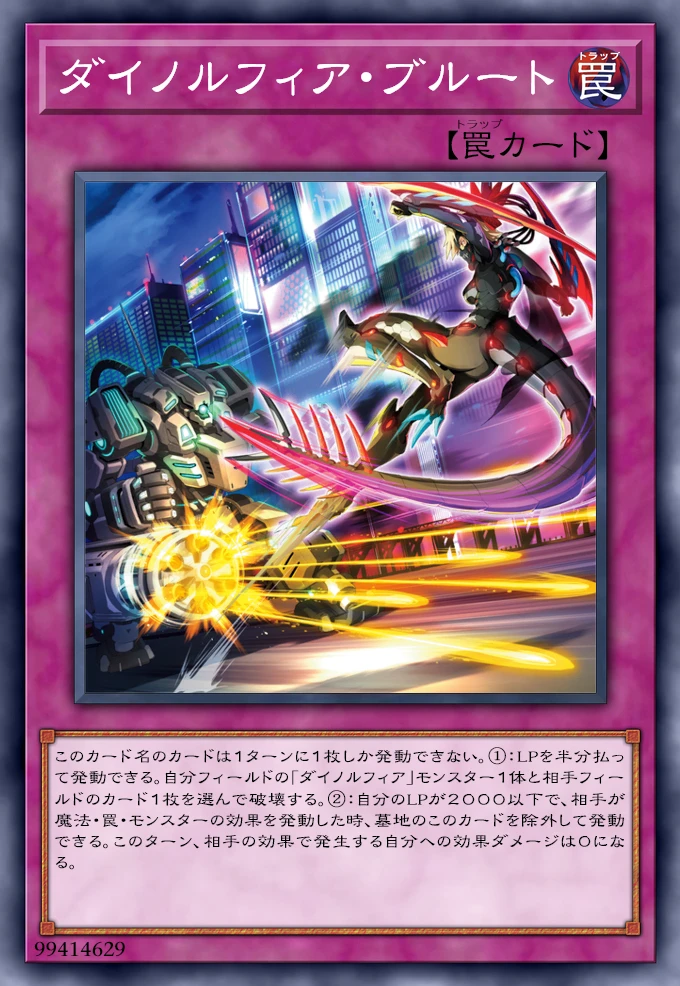 ダイノルフィア・ブルート
トラップ
罠
トラップ
【罠カード】
このカード名のカードは1ターンに1枚しか発動できない。①:LPを半分払っ
て発動できる。自分フィールドの「ダイノルフィア」モンスター1体と相手フィー
ルドのカード1枚を選んで破壊する。②:自分のLPが2000以下で、相手が
魔法・罠・モンスターの効果を発動した時、墓地のこのカードを除外して発動
できる。このターン、相手の効果で発生する自分への効果ダメージは0にな
る。
99414629